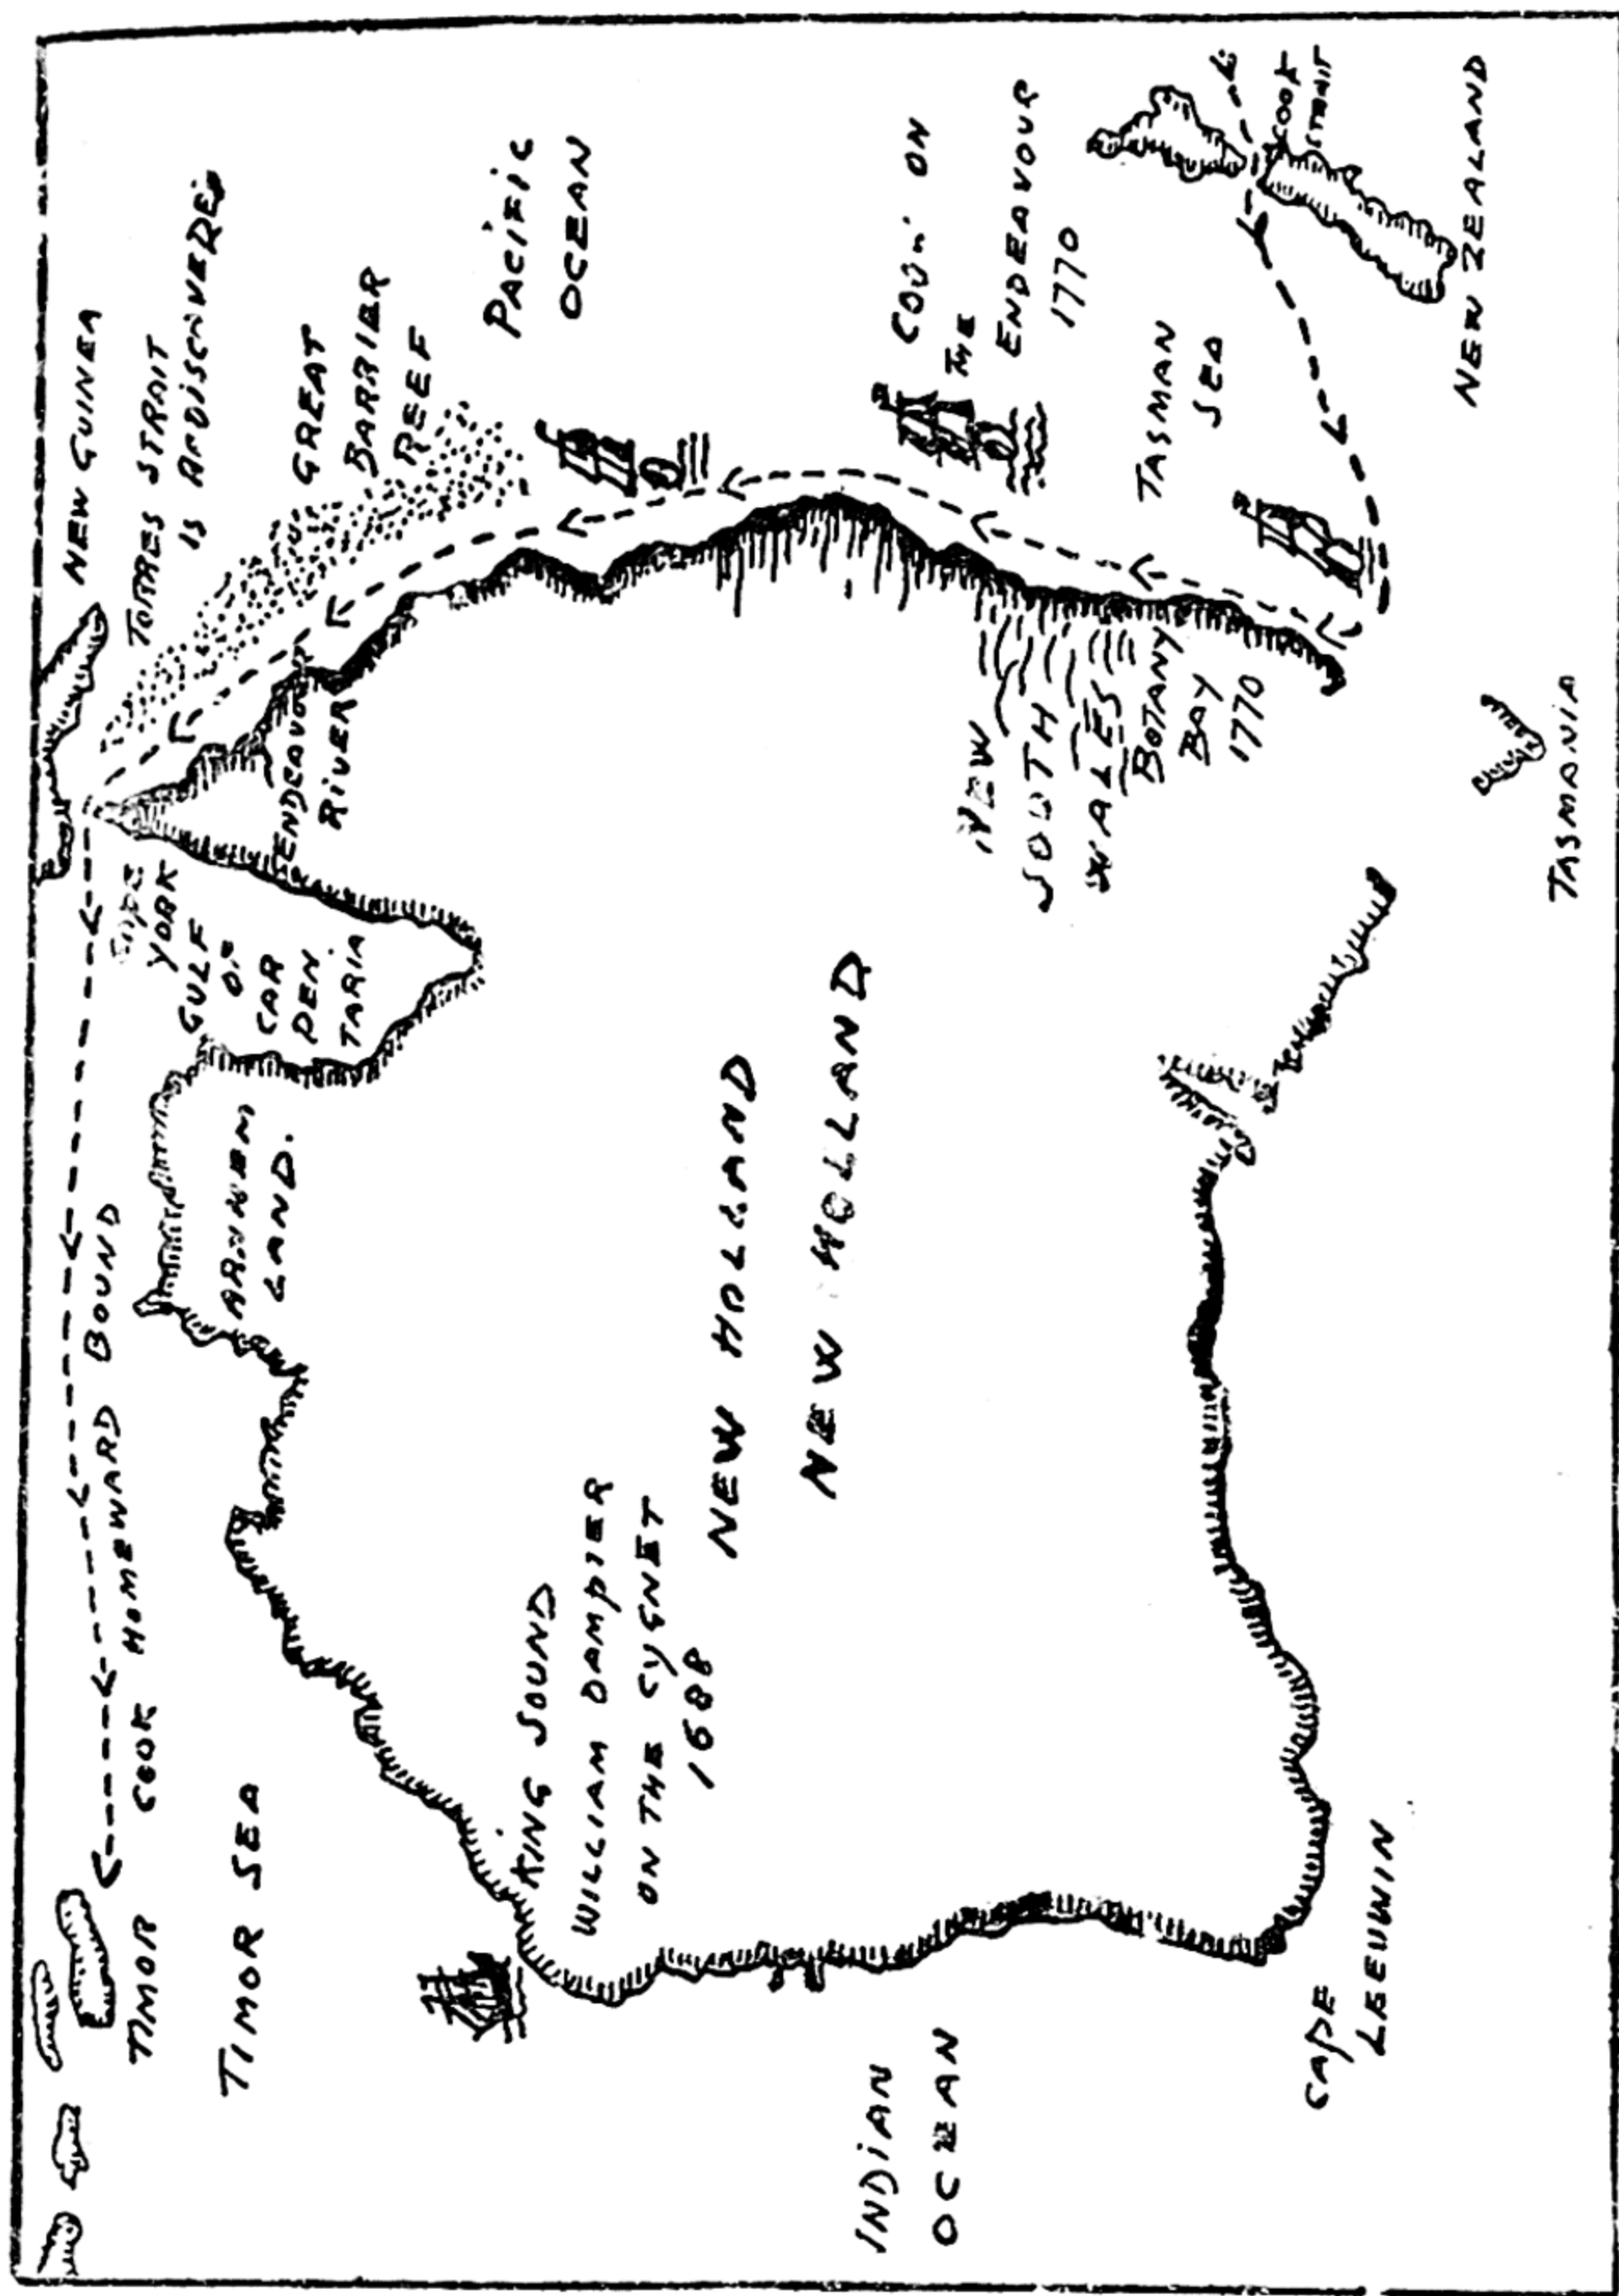 NEW GUINEA
TORRES STRAIT
IS REDISCOVERED
GREAT
BARRIER
REEF
PACIFIC
OCEAN
ENDEAVOUR
RIVER
YORK
GULF
OF
CAR
PEN
TARIA
ARNHEM
LAND.
COOK HOMEWARD BOUND
TIMOR
TIMOR SEA
KING SOUND
WILLIAM DAMPIER
ON THE CYGNET
1688
NEW HOLLAND
NEW HOLLAND
INDIAN
OCEAN
CAPE
LEEUWIN
NEW
SOUTH
WALES
BOTANY
BAY
1770
COOK ON
THE
ENDEAVOUR
1770
TASMAN
SEA
COOK
STRAIT
NEW ZEALAND
TASMANIA